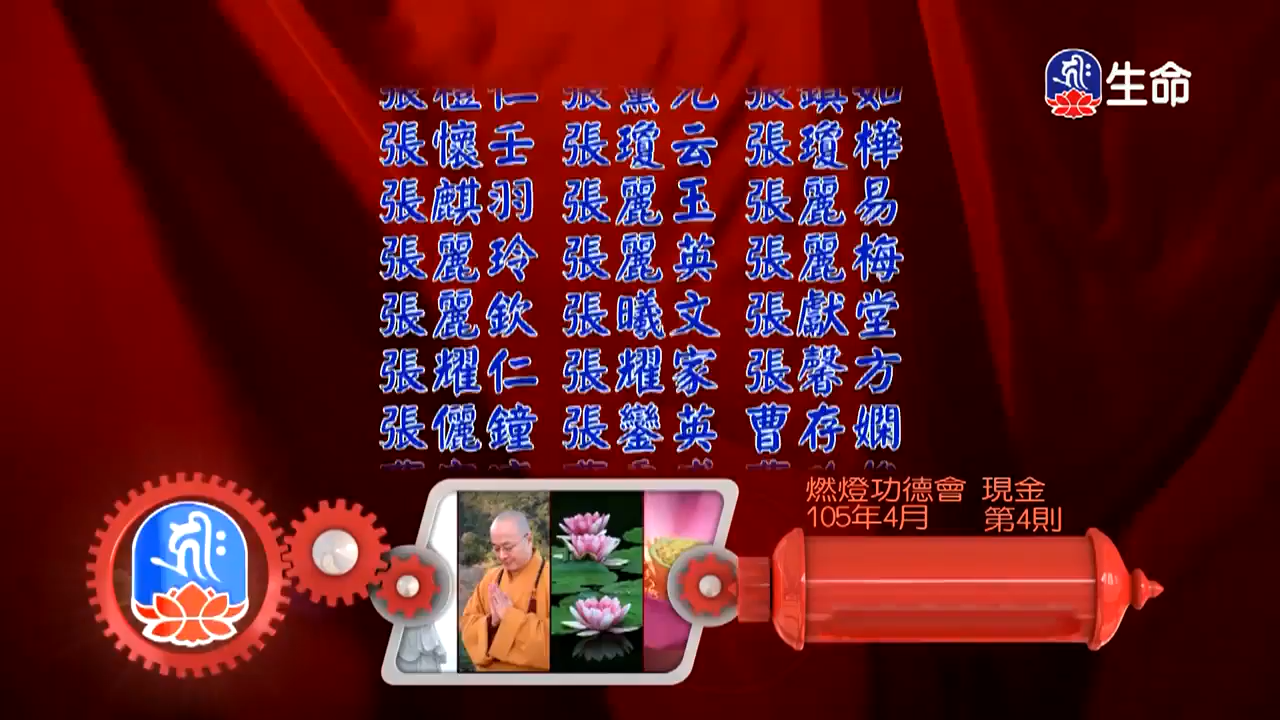 生命
張懷壬 張瓊云 張瓊樺
張麒羽 張麗玉 張麗易
張麗玲 張麗英 張麗梅
張麗欽 張曦文 張獻堂
張耀仁 張耀家 張馨方
張儷鐘 張鑾英 曹存嫻
燃燈功德會 現金
105年4月 第4則